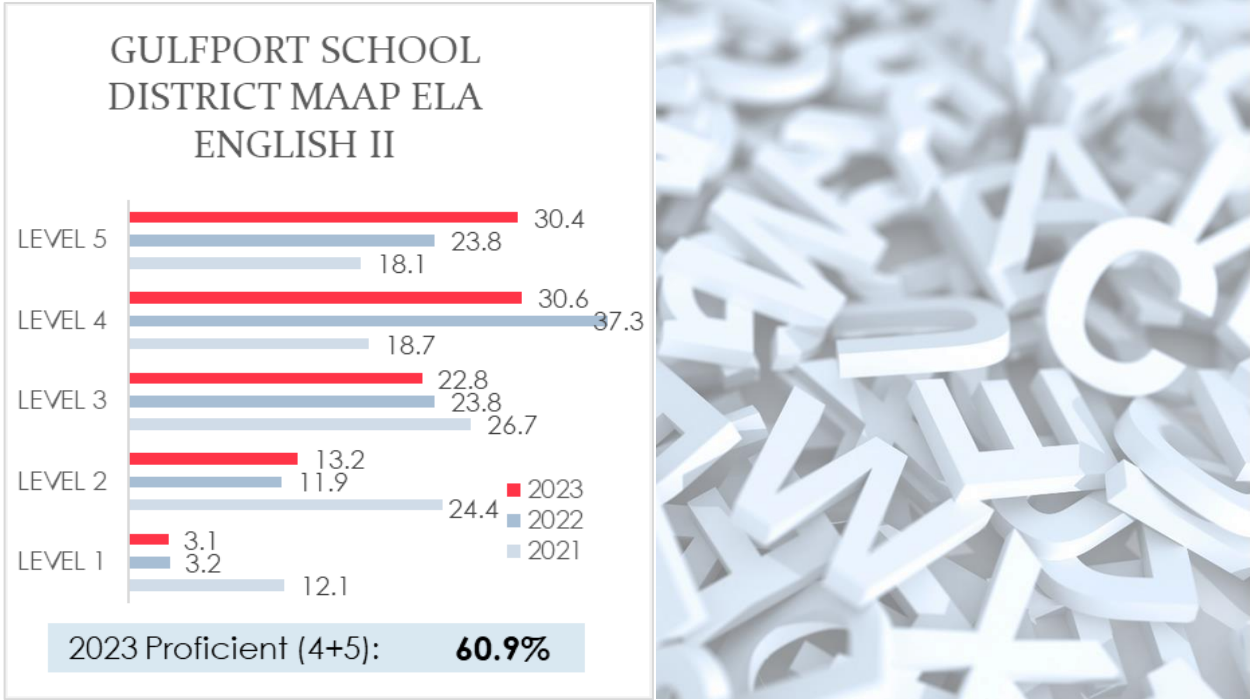 GULFPORT SCHOOL
DISTRICT MAAP ELA
ENGLISH II
LEVEL 5
30.4
23.8
18.1
LEVEL 4
30.6
37.3
18.7
LEVEL 3
22.8
23.8
26.7
LEVEL 2
13.2
11.9
24.4
LEVEL 1
3.1
3.2
12.1
2023
2022
2021
2023 Proficient (4+5): 60.9%